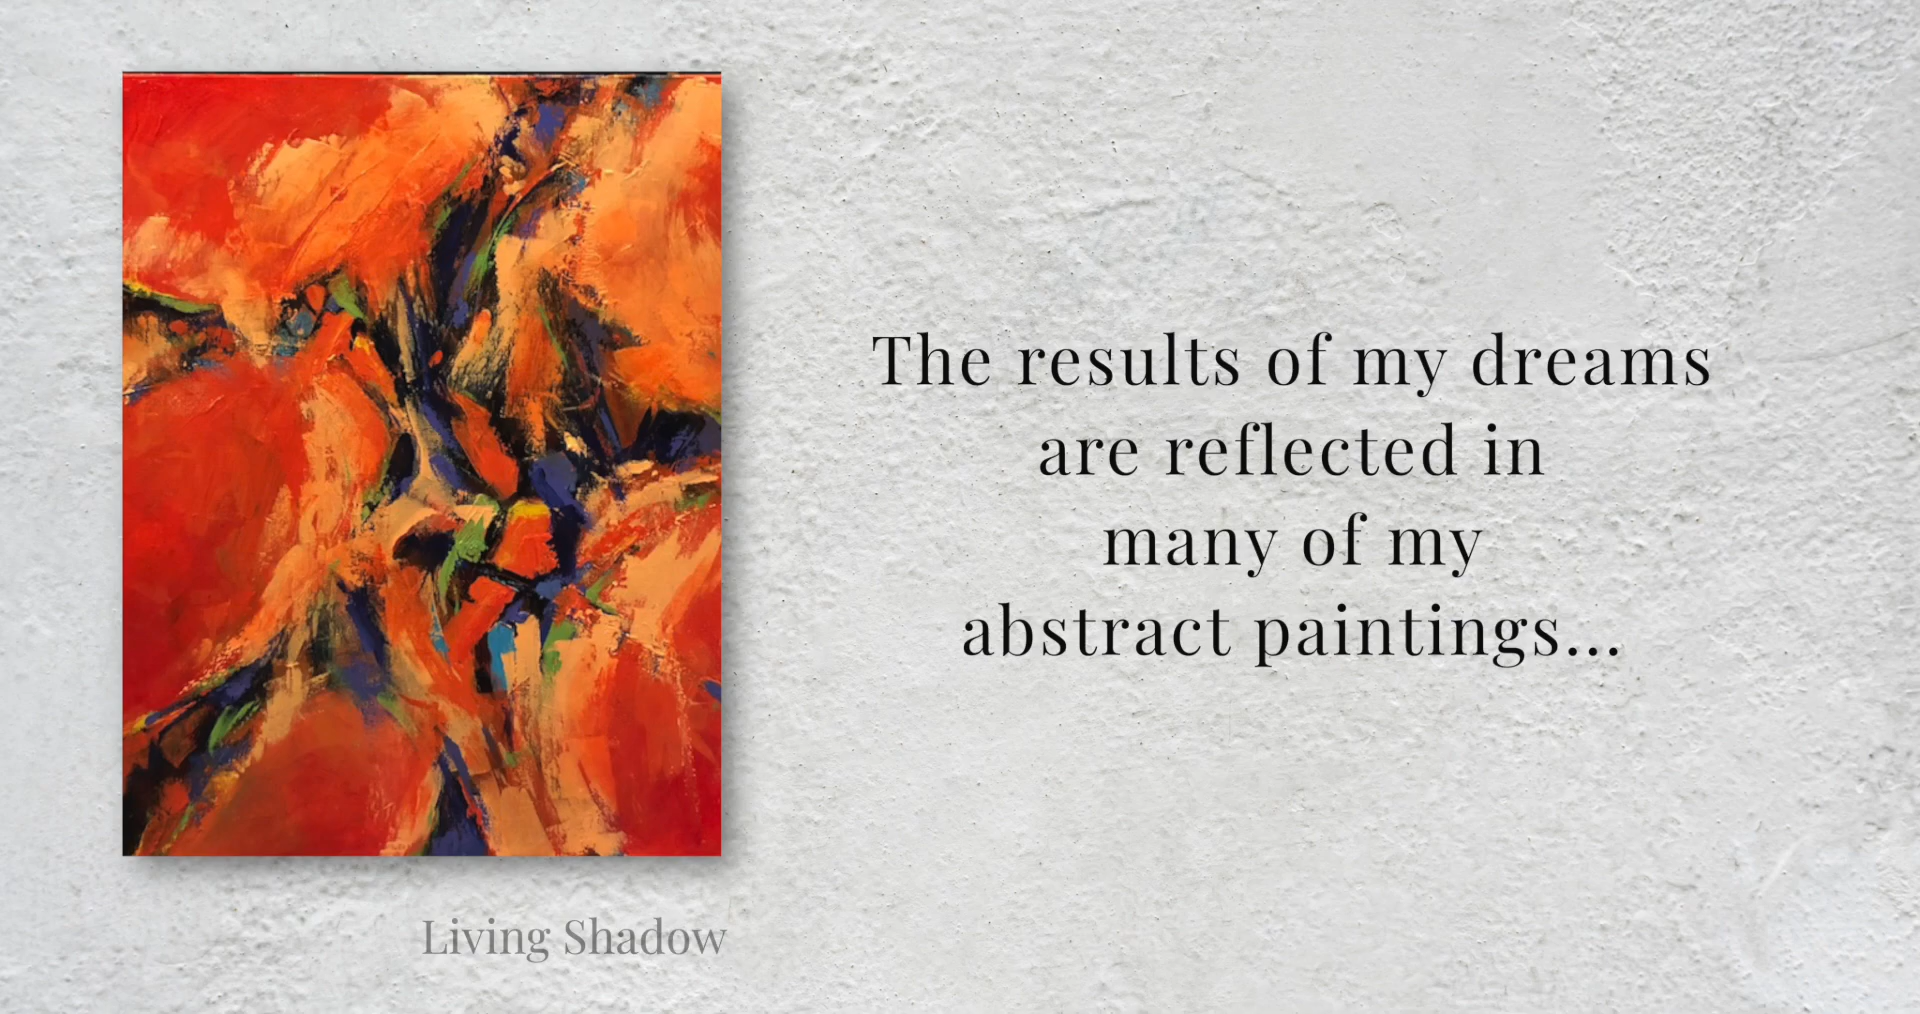 The results of my dreams
are reflected in
many of my
abstract paintings...
Living Shadow